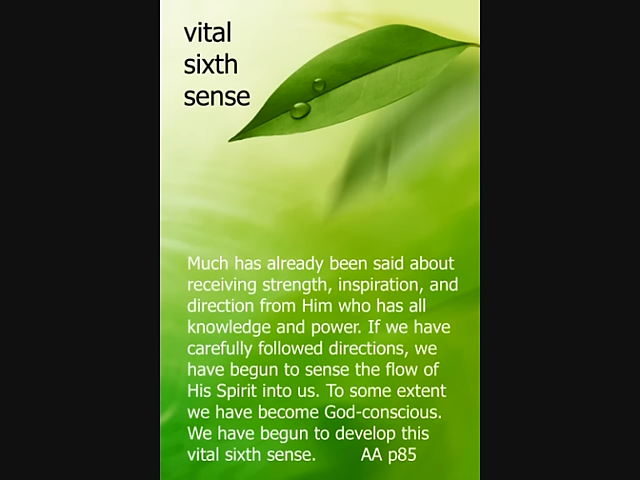 vital
sixth
sense
Much has already been said about
receiving strength, inspiration, and
direction from Him who has all
knowledge and power. If we have
carefully followed directions, we
have begun to sense the flow of
His Spirit into us. To some extent
we have become God-conscious.
We have begun to develop this
vital sixth sense. AA p85